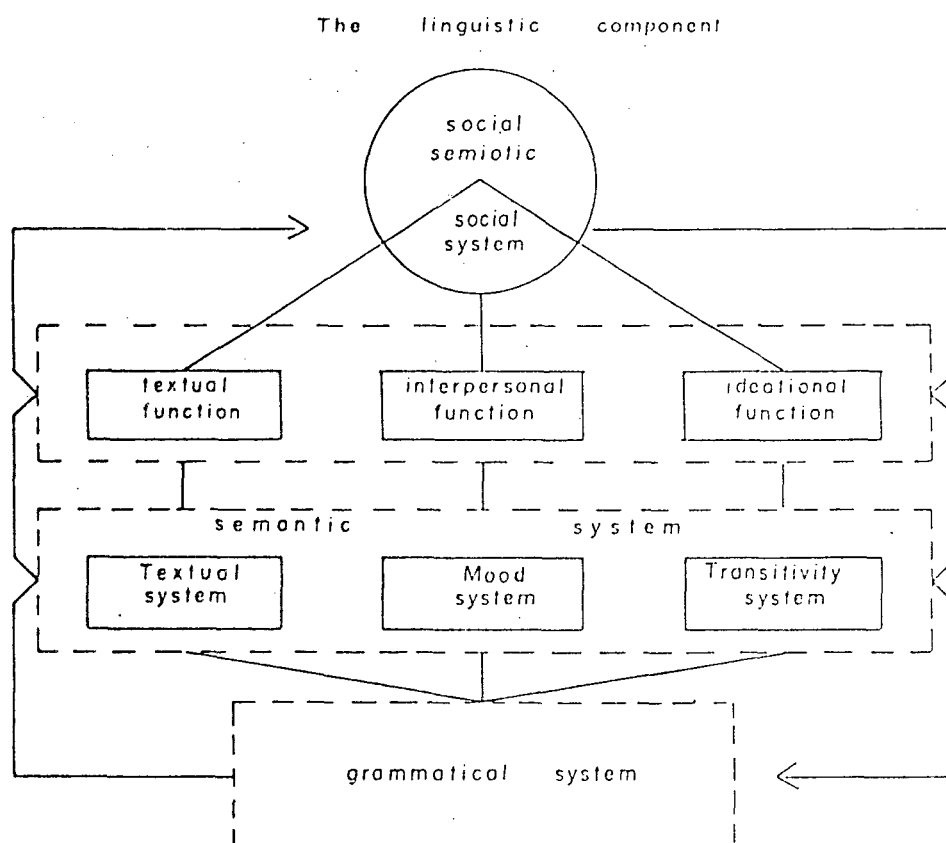 The linguistic component
social
semiotic
social
system
textual
function
interpersonal
function
ideational
function
semantic system
Textual
system
Mood
system
Transitivity
system
grammatical system